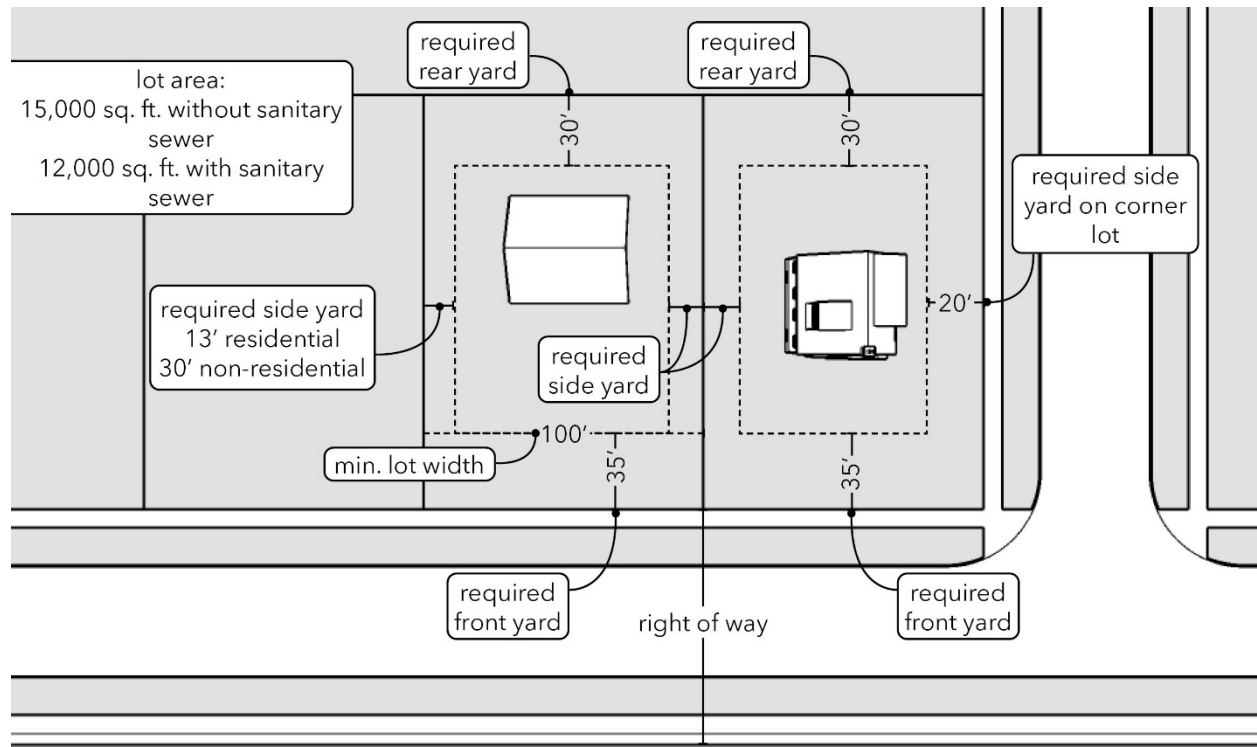 required
rear yard
required
rear yard
lot area:
15,000 sq. ft. without sanitary
sewer
12,000 sq. ft. with sanitary
sewer
30’
30’
required side
yard on corner
lot
required side yard
13’ residential
30’ non-residential
20’
required
side yard
100’
min. lot width
35’
35’
required
front yard
right of way
required
front yard